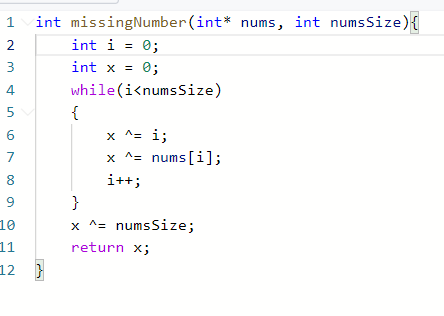 1 int missingNumber(int* nums, int numsSize){
2     int i = 0;
3     int x = 0;
4     while(i<numsSize)
5     {
6         x ^= i;
7         x ^= nums[i];
8         i++;
9     }
10     x ^= numsSize;
11     return x;
12 }